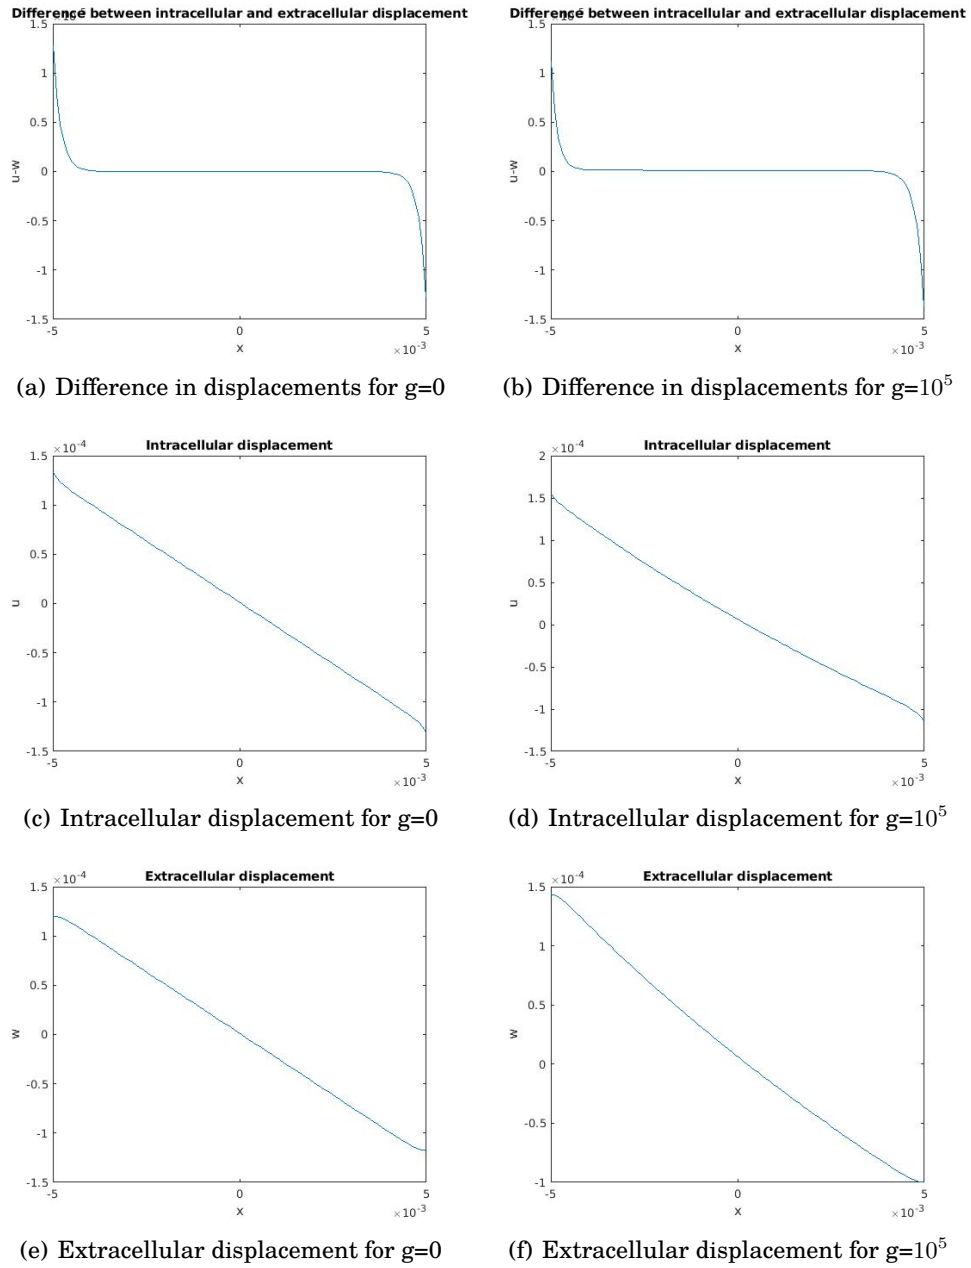 Difference between intracellular and extracellular displacement
1.5
1
0.5
0
-0.5
-1
-1.5
u-w
-5
0
5
×10⁻³
x
Difference between intracellular and extracellular displacement
1.5
1
0.5
0
-0.5
-1
-1.5
u-w
-5
0
5
×10⁻³
x
(a) Difference in displacements for g=0
(b) Difference in displacements for g=10⁵
Intracellular displacement
×10⁻⁴
1.5
1
0.5
0
-0.5
-1
-1.5
u
-5
0
5
×10⁻³
x
Intracellular displacement
×10⁻⁴
2
1.5
1
0.5
0
-0.5
-1
-1.5
u
-5
0
5
×10⁻³
x
(c) Intracellular displacement for g=0
(d) Intracellular displacement for g=10⁵
Extracellular displacement
×10⁻⁴
1.5
1
0.5
0
-0.5
-1
-1.5
w
-5
0
5
×10⁻³
x
Extracellular displacement
×10⁻⁴
1.5
1
0.5
0
-0.5
-1
w
-5
0
5
×10⁻³
x
(e) Extracellular displacement for g=0
(f) Extracellular displacement for g=10⁵